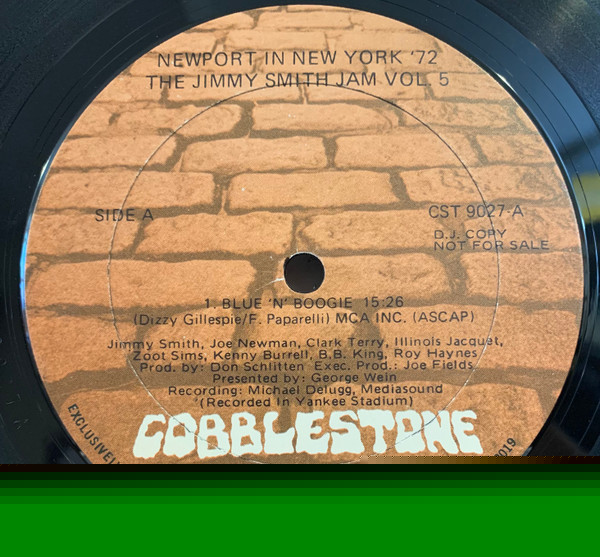 NEWPORT IN NEW YORK '72
THE JIMMY SMITH JAM VOL. 5
SIDE A
CST 9027-A
D.J. COPY
NOT FOR SALE
1. BLUE 'N' BOOGIE 15:26
(Dizzy Gillespie/F. Paparelli) MCA INC. (ASCAP)
Jimmy Smith, Joe Newman, Clark Terry, Illinois Jacquet,
Zoot Sims, Kenny Burrell, B.B. King, Roy Haynes
Prod. by: Don Schlitten Exec. Prod.: Joe Fields
Presented by: George Wein
Recording: Michael Delugg, Mediasound
(Recorded In Yankee Stadium)
COBBLESTONE